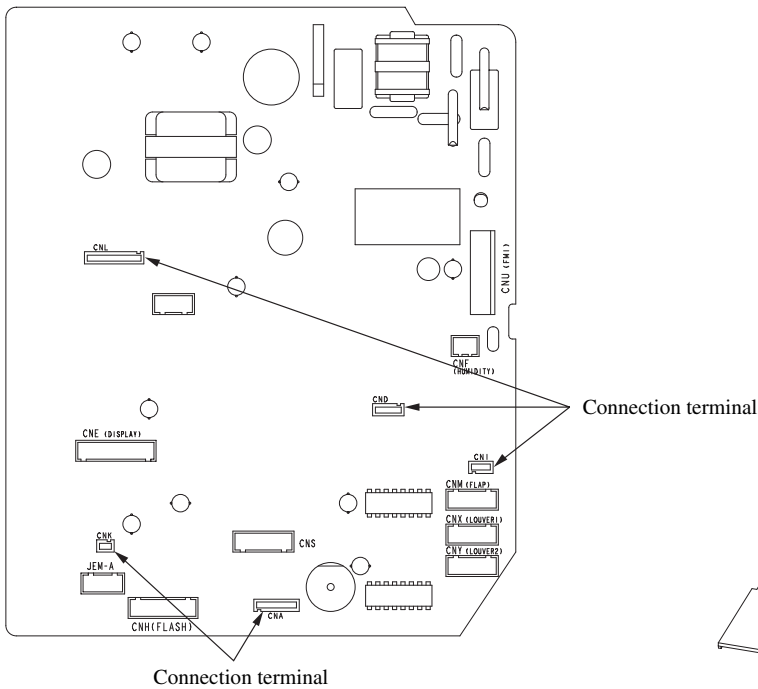 CNL
CNU (FM1)
CNF
(HUMIDITY)
CND
Connection terminal
CNE (DISPLAY)
CNI
CNM (FLAP)
CNX (LOUVER1)
CNK
CNS
CNY (LOUVER2)
JEM-A
CNH(FLASH)
CNA
Connection terminal